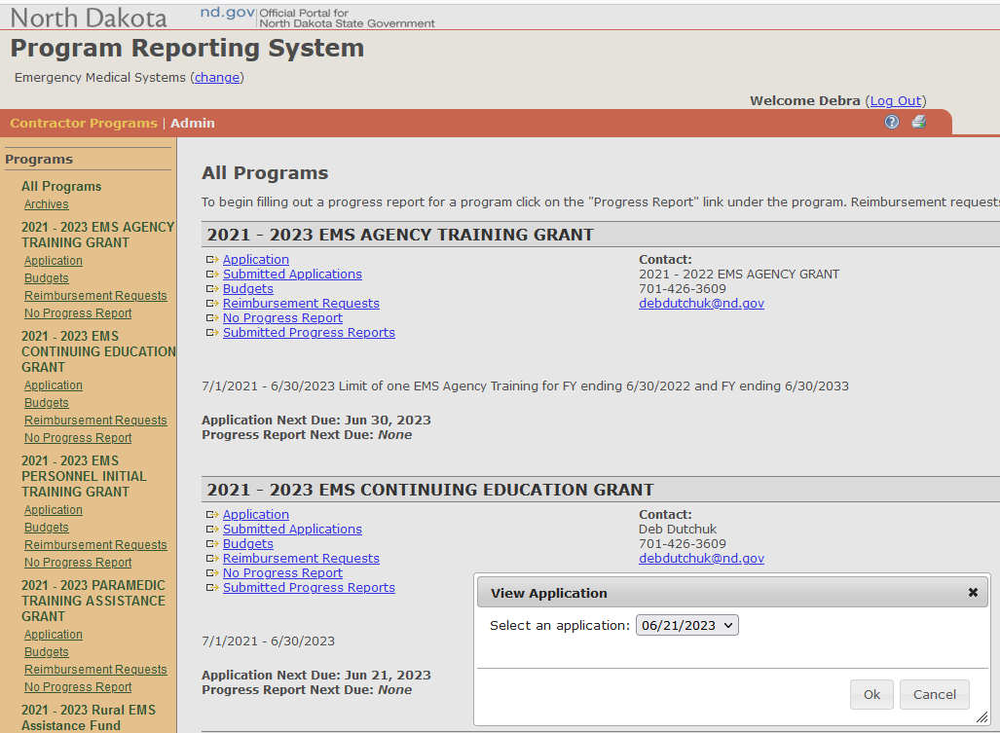 North Dakota
nd.gov
Official Portal for
North Dakota State Government
Program Reporting System
Emergency Medical Systems (change)
Welcome Debra (Log Out)
Contractor Programs | Admin
Programs
All Programs
Archives
2021 - 2023 EMS AGENCY
TRAINING GRANT
Application
Budgets
Reimbursement Requests
No Progress Report
2021 - 2023 EMS
CONTINUING EDUCATION
GRANT
Application
Budgets
Reimbursement Requests
No Progress Report
2021 - 2023 EMS
PERSONNEL INITIAL
TRAINING GRANT
Application
Budgets
Reimbursement Requests
No Progress Report
2021 - 2023 PARAMEDIC
TRAINING ASSISTANCE
GRANT
Application
Budgets
Reimbursement Requests
No Progress Report
2021 - 2023 Rural EMS
Assistance Fund
All Programs
To begin filling out a progress report for a program click on the "Progress Report" link under the program. Reimbursement requests
2021 - 2023 EMS AGENCY TRAINING GRANT
Application
Submitted Applications
Budgets
Reimbursement Requests
No Progress Report
Submitted Progress Reports
Contact:
2021 - 2022 EMS AGENCY GRANT
701-426-3609
debdutchuk@nd.gov
7/1/2021 - 6/30/2023 Limit of one EMS Agency Training for FY ending 6/30/2022 and FY ending 6/30/2033
Application Next Due: Jun 30, 2023
Progress Report Next Due: None
2021 - 2023 EMS CONTINUING EDUCATION GRANT
Application
Submitted Applications
Budgets
Reimbursement Requests
No Progress Report
Submitted Progress Reports
Contact:
Deb Dutchuk
701-426-3609
debdutchuk@nd.gov
7/1/2021 - 6/30/2023
Application Next Due: Jun 21, 2023
Progress Report Next Due: None
View Application
Select an application: 06/21/2023
Ok
Cancel